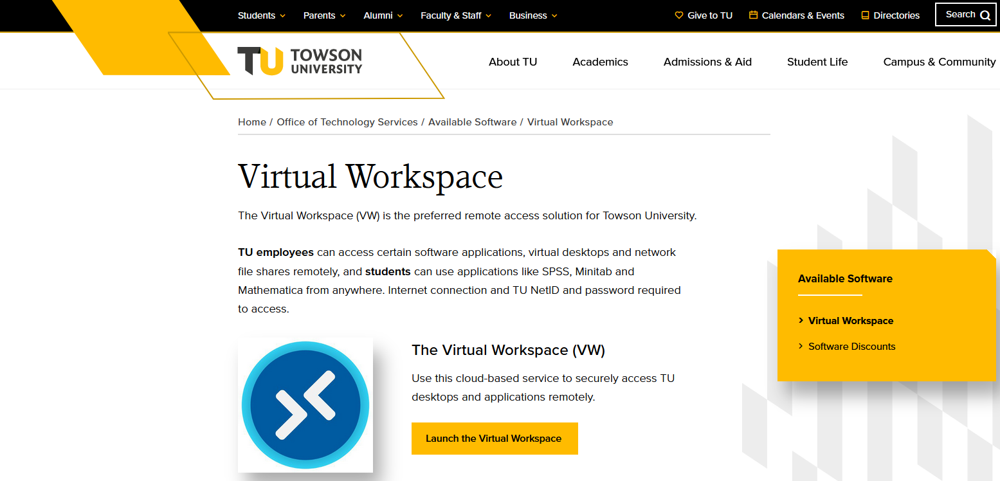 Students Parents Alumni Faculty & Staff Business Give to TU Calendars & Events Directories Search
TU TOWSON
UNIVERSITY
About TU Academics Admissions & Aid Student Life Campus & Community
Home / Office of Technology Services / Available Software / Virtual Workspace
Virtual Workspace
The Virtual Workspace (VW) is the preferred remote access solution for Towson University.
TU employees can access certain software applications, virtual desktops and network
file shares remotely, and students can use applications like SPSS, Minitab and
Mathematica from anywhere. Internet connection and TU NetID and password required
to access.
The Virtual Workspace (VW)
Use this cloud-based service to securely access TU
desktops and applications remotely.
Launch the Virtual Workspace
Available Software
Virtual Workspace
Software Discounts